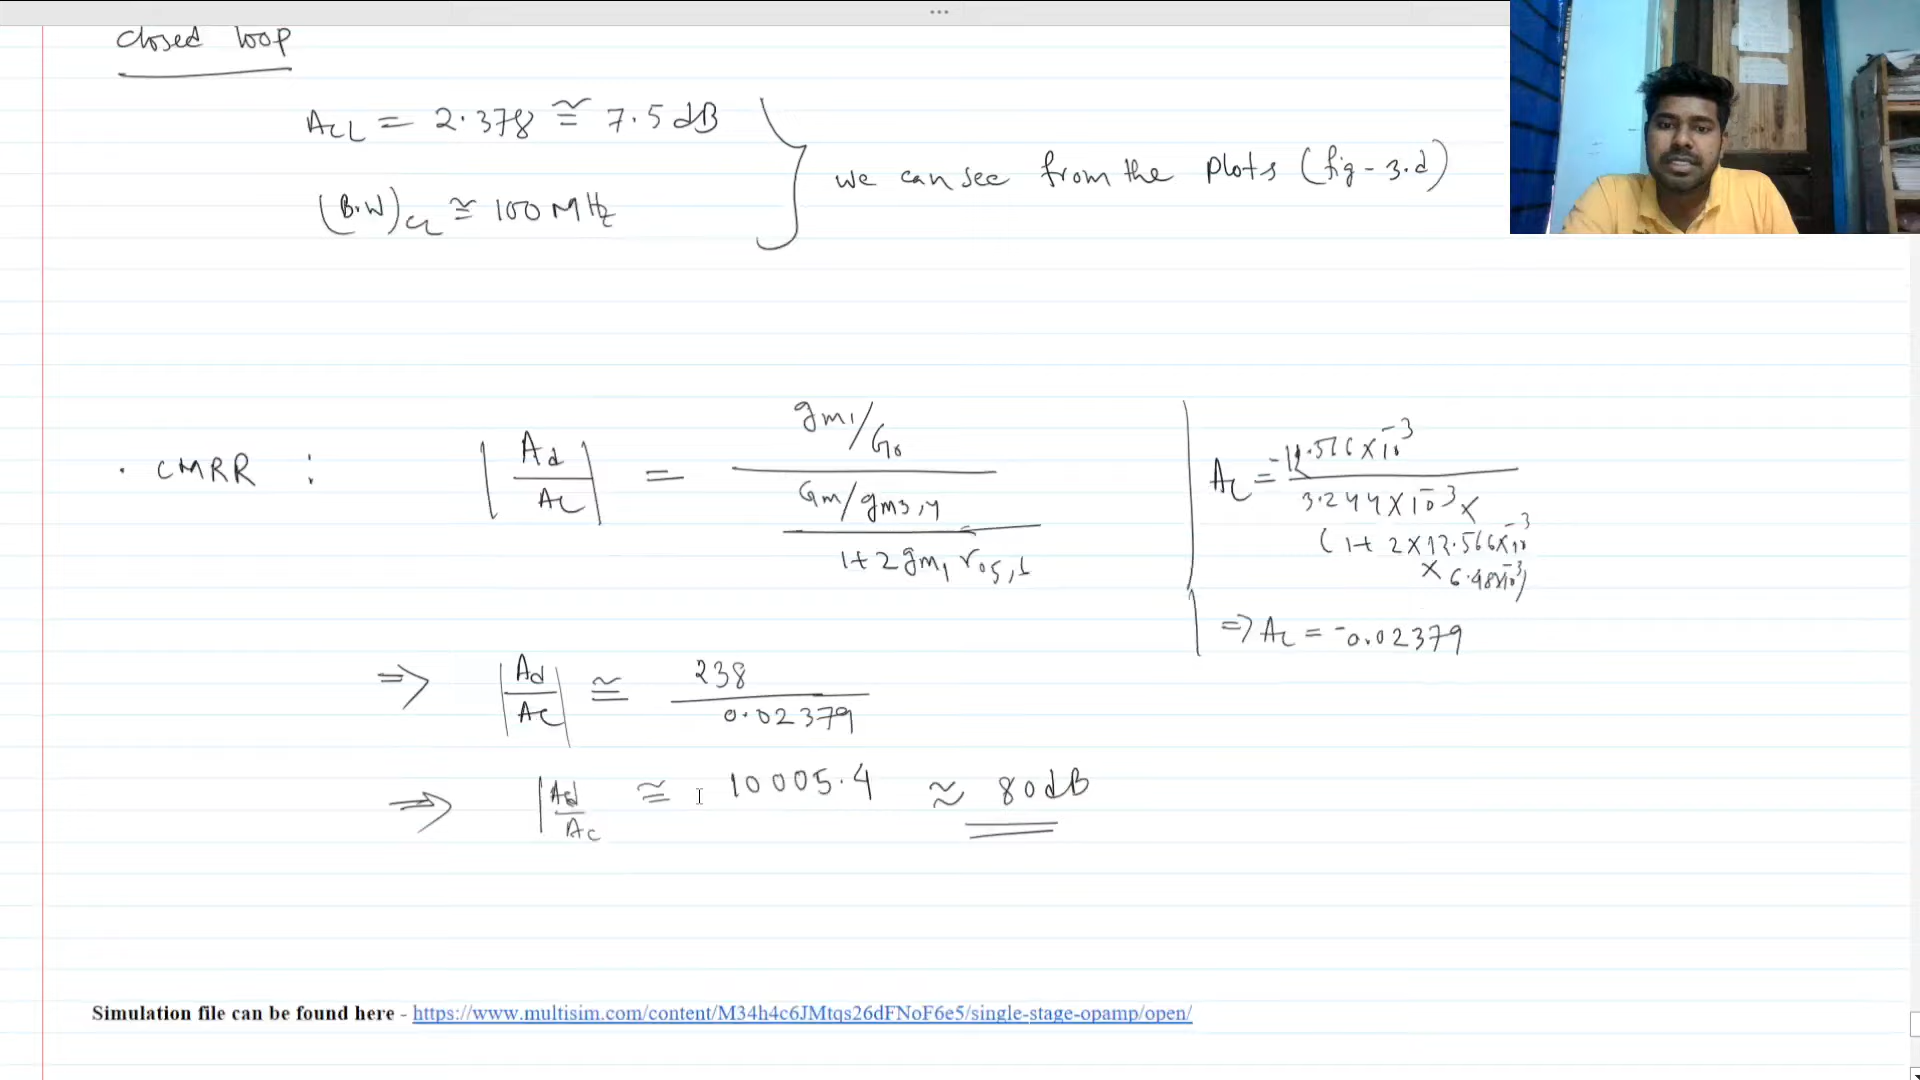 closed loop
A_CL = 2.378 ≅ 7.5 dB
(B.W)_CL ≅ 100 MHz
we can see from the plots (fig - 3.d)
· CMRR : |Ad/Ac| = (gm1/Go) / ((Gm/gm3,4) / (1+2gm1 ro5,6))
Ac = -12.566×10^-3 / 3.244×10^-3 ×
(1+ 2×12.566×10^-3
× 6.48×10^3)
=> Ac = -0.02379
=> |Ad/Ac| ≅ 238 / 0.02379
=> |Ad/Ac ≅ 10005.4 ≈ 80dB
Simulation file can be found here - https://www.multisim.com/content/M34h4c6JMtqs26dFNoF6e5/single-stage-opamp/open/